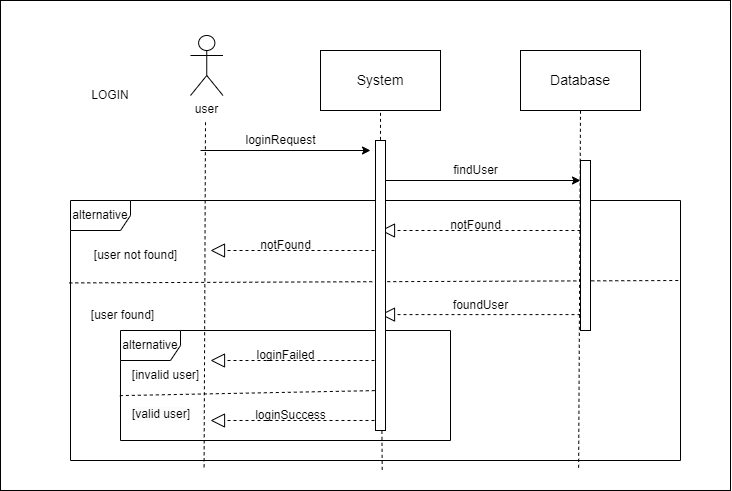 LOGIN
user
System
Database
loginRequest
findUser
alternative
notFound
notFound
[user not found]
foundUser
[user found]
alternative
loginFailed
[invalid user]
[valid user]
loginSuccess